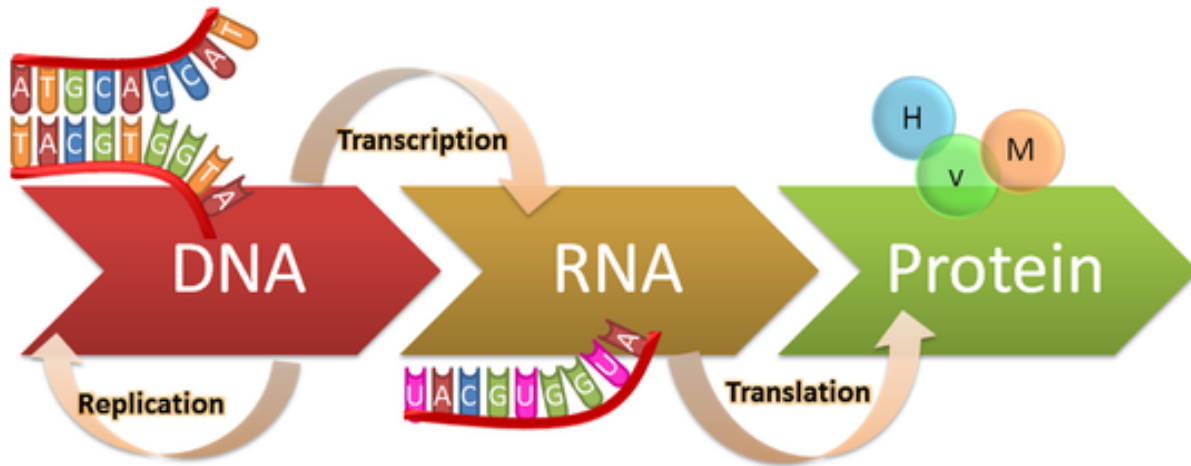 ATGCACCAT
TACGTGGTA
Transcription
H
v
M
DNA
RNA
Protein
Replication
UACGUGGUA
Translation